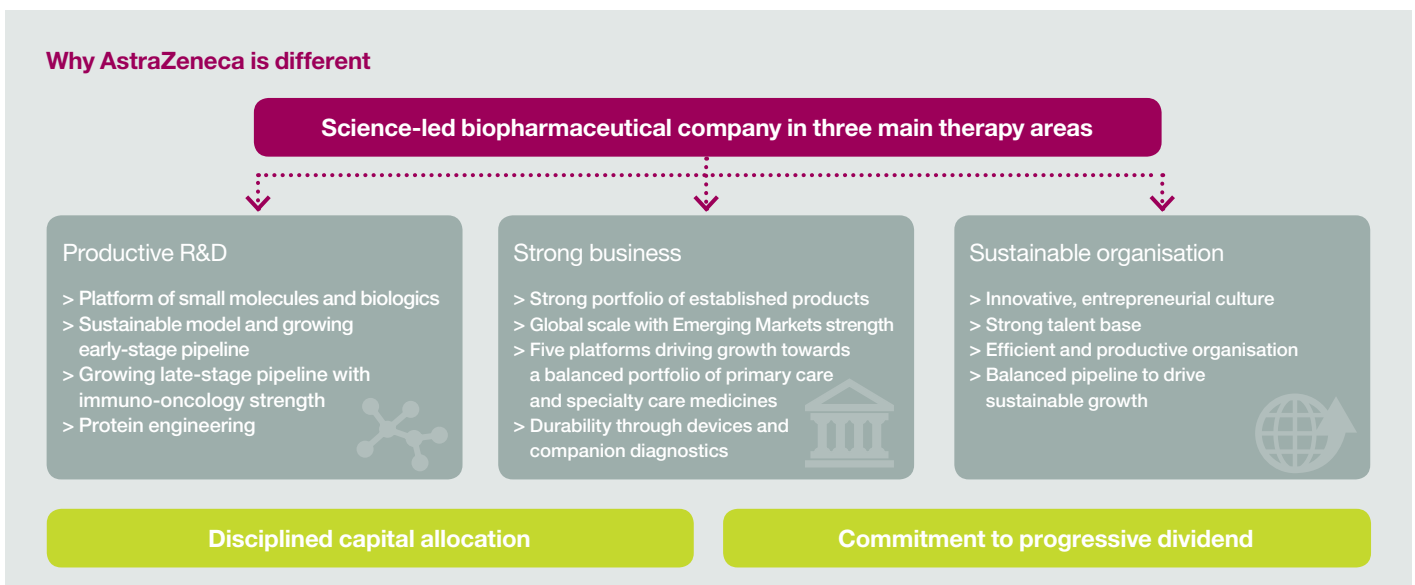 Why AstraZeneca is different
Science-led biopharmaceutical company in three main therapy areas
Productive R&D
> Platform of small molecules and biologics
> Sustainable model and growing
early-stage pipeline
> Growing late-stage pipeline with
immuno-oncology strength
> Protein engineering
Strong business
> Strong portfolio of established products
> Global scale with Emerging Markets strength
> Five platforms driving growth towards
a balanced portfolio of primary care
and specialty care medicines
> Durability through devices and
companion diagnostics
Sustainable organisation
> Innovative, entrepreneurial culture
> Strong talent base
> Efficient and productive organisation
> Balanced pipeline to drive
sustainable growth
Disciplined capital allocation
Commitment to progressive dividend